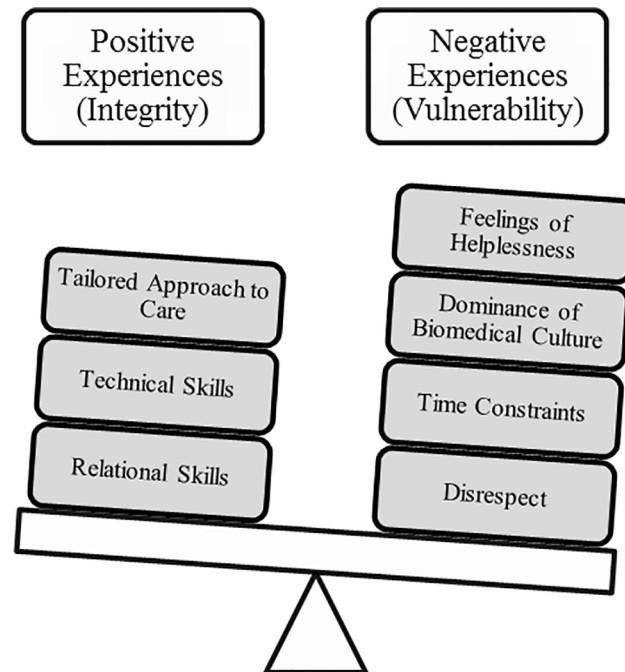 Positive
Experiences
(Integrity)
Negative
Experiences
(Vulnerability)
Tailored Approach to
Care
Technical Skills
Relational Skills
Feelings of
Helplessness
Dominance of
Biomedical Culture
Time Constraints
Disrespect